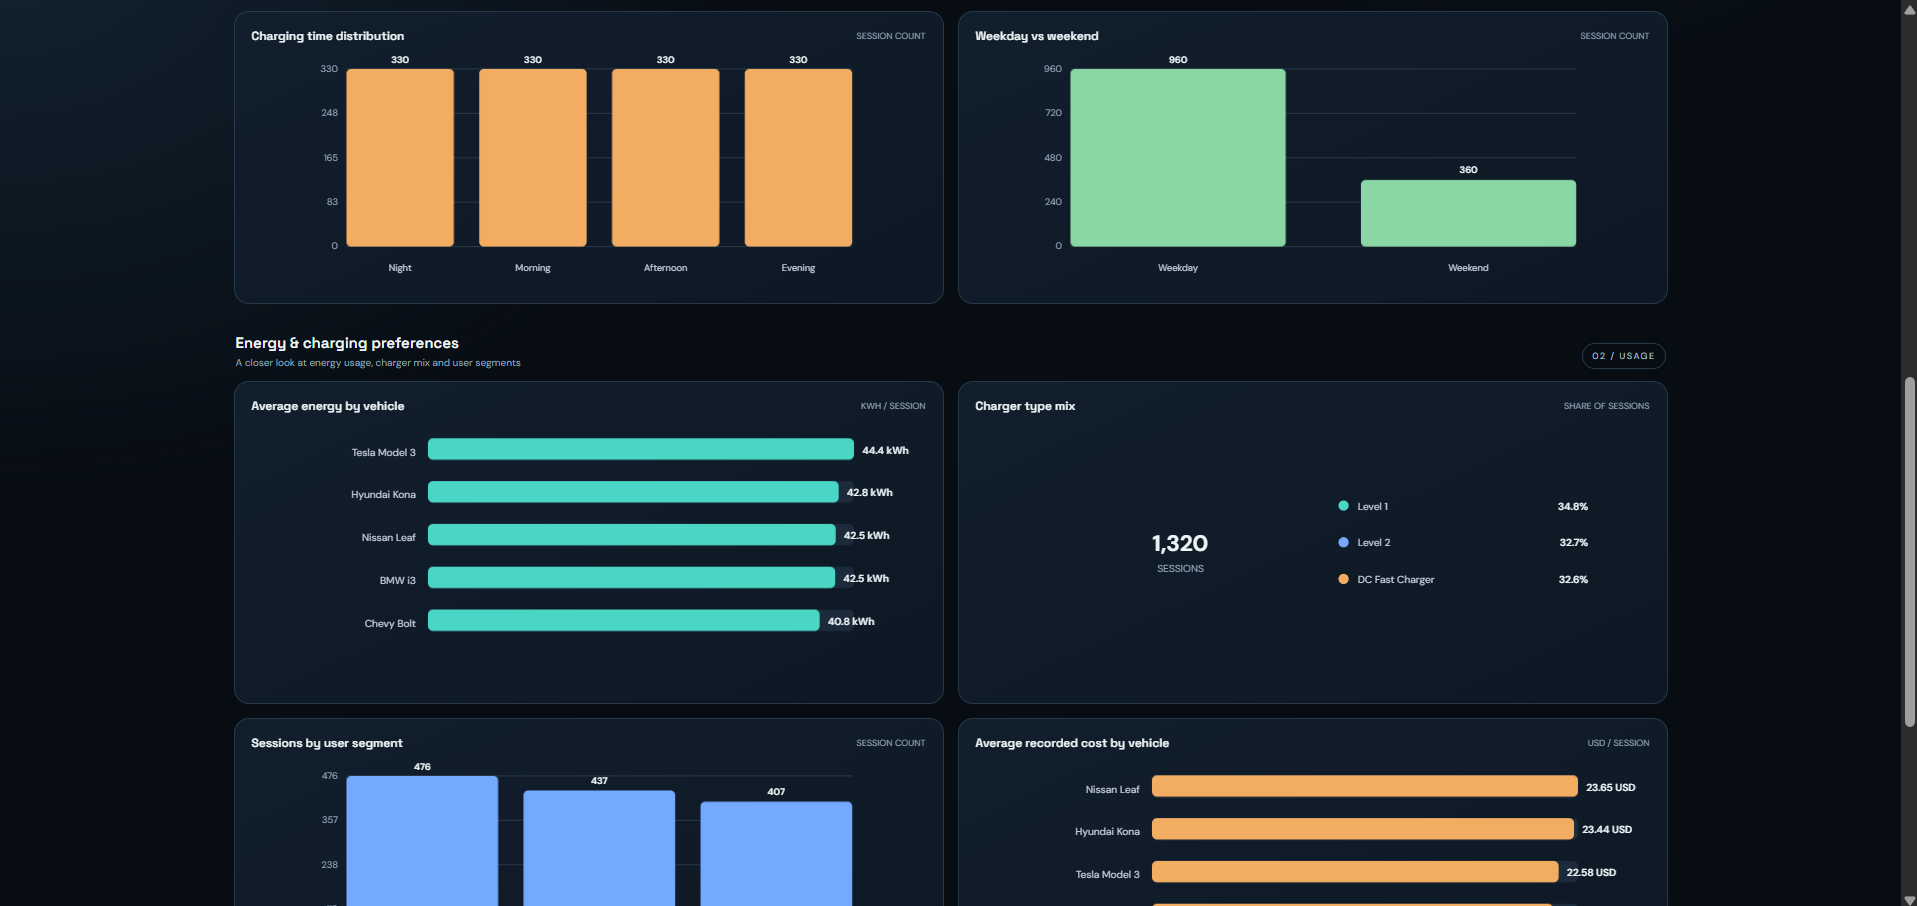 Charging time distribution
SESSION COUNT
330
330
330
330
330
248
165
83
0
Night
Morning
Afternoon
Evening
Weekday vs weekend
SESSION COUNT
960
360
960
720
480
240
0
Weekday
Weekend
Energy & charging preferences
A closer look at energy usage, charger mix and user segments
02 / USAGE
Average energy by vehicle
KWH / SESSION
Tesla Model 3 44.4 kWh
Hyundai Kona 42.8 kWh
Nissan Leaf 42.5 kWh
BMW i3 42.5 kWh
Chevy Bolt 40.8 kWh
Charger type mix
SHARE OF SESSIONS
1,320
SESSIONS
Level 1 34.8%
Level 2 32.7%
DC Fast Charger 32.6%
Sessions by user segment
SESSION COUNT
476
437
407
476
357
238
Average recorded cost by vehicle
USD / SESSION
Nissan Leaf 23.65 USD
Hyundai Kona 23.44 USD
Tesla Model 3 22.58 USD